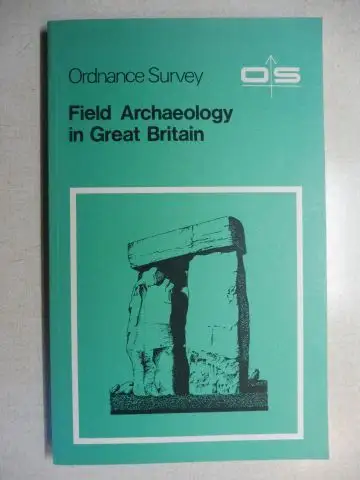 Ordnance Survey
OS
Field Archaeology
in Great Britain